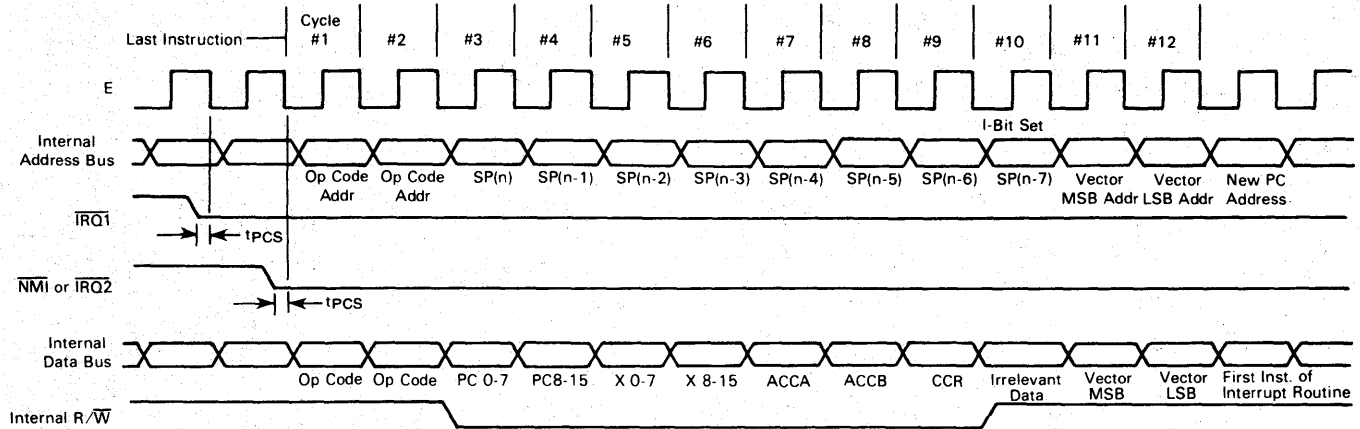 Cycle
Last Instruction #1 #2 #3 #4 #5 #6 #7 #8 #9 #10 #11 #12
E
I-Bit Set
Internal
Address Bus
Op Code Addr Op Code Addr SP(n) SP(n-1) SP(n-2) SP(n-3) SP(n-4) SP(n-5) SP(n-6) SP(n-7) Vector MSB Addr Vector LSB Addr New PC Address
IRQ1
tPCS
NMI or IRQ2
tPCS
Internal
Data Bus
Op Code Op Code PC 0-7 PC8-15 X 0-7 X 8-15 ACCA ACCB CCR Irrelevant Data Vector MSB Vector LSB First Inst. of Interrupt Routine
Internal R/W